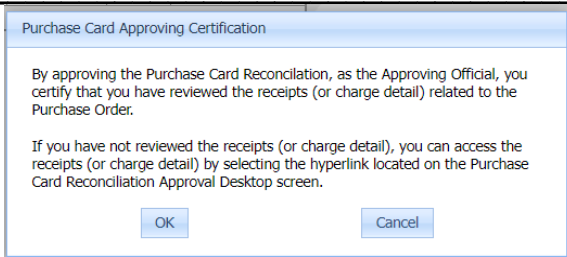 Purchase Card Approving Certification
By approving the Purchase Card Reconcilation, as the Approving Official, you
certify that you have reviewed the receipts (or charge detail) related to the
Purchase Order.
If you have not reviewed the receipts (or charge detail), you can access the
receipts (or charge detail) by selecting the hyperlink located on the Purchase
Card Reconciliation Approval Desktop screen.
OK
Cancel